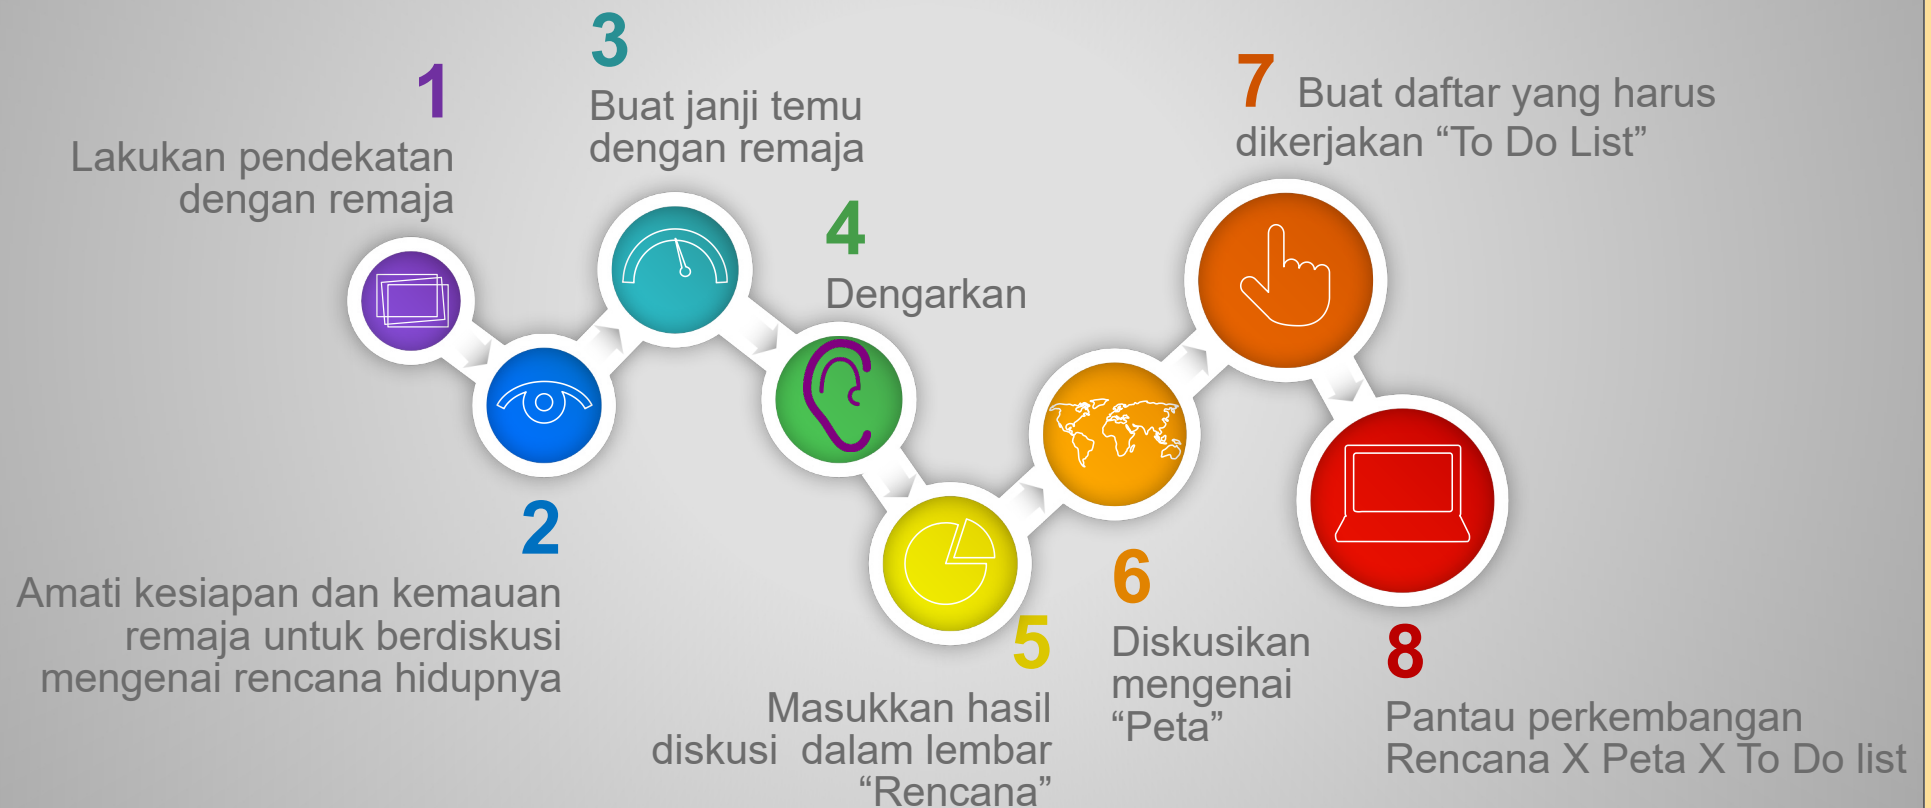 1
Lakukan pendekatan
dengan remaja
2
Amati kesiapan dan kemauan
remaja untuk berdiskusi
mengenai rencana hidupnya
3
Buat janji temu
dengan remaja
4
Dengarkan
5
Masukkan hasil
diskusi  dalam lembar
“Rencana”
6
Diskusikan
mengenai
“Peta”
7 Buat daftar yang harus
dikerjakan “To Do List”
8
Pantau perkembangan
Rencana X Peta X To Do list